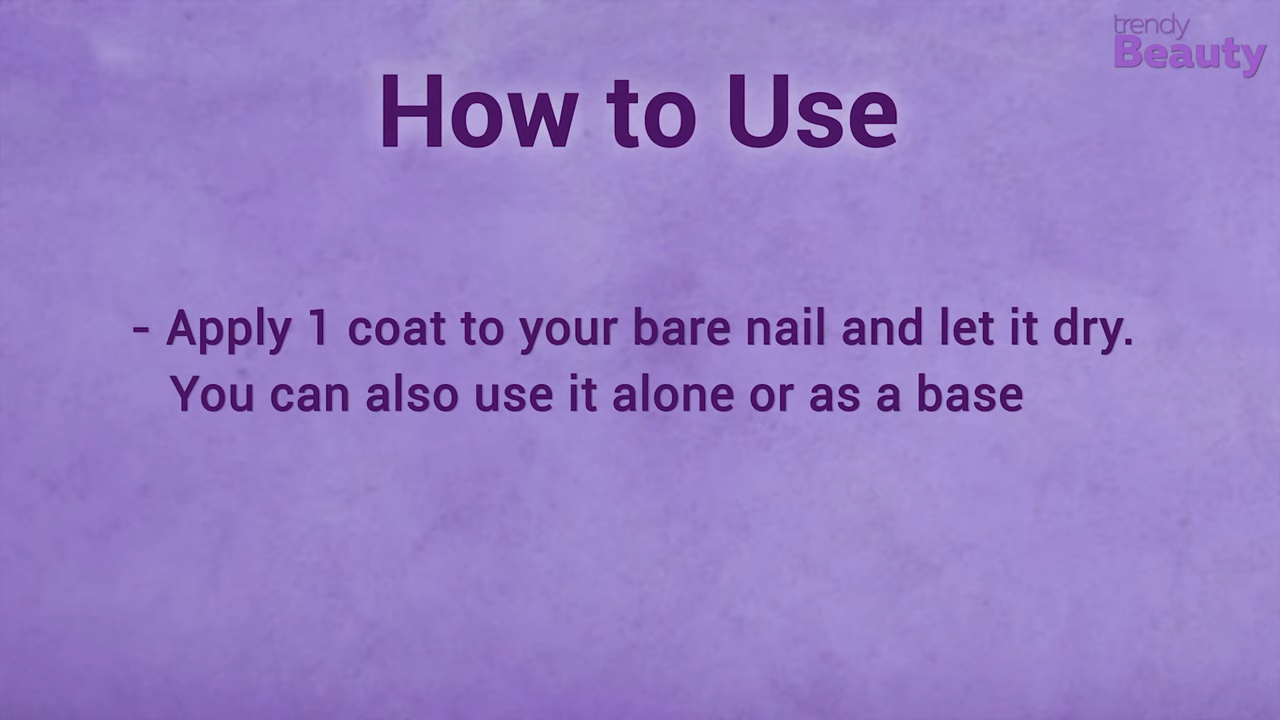 trendy
Beauty
How to Use
- Apply 1 coat to your bare nail and let it dry.
You can also use it alone or as a base